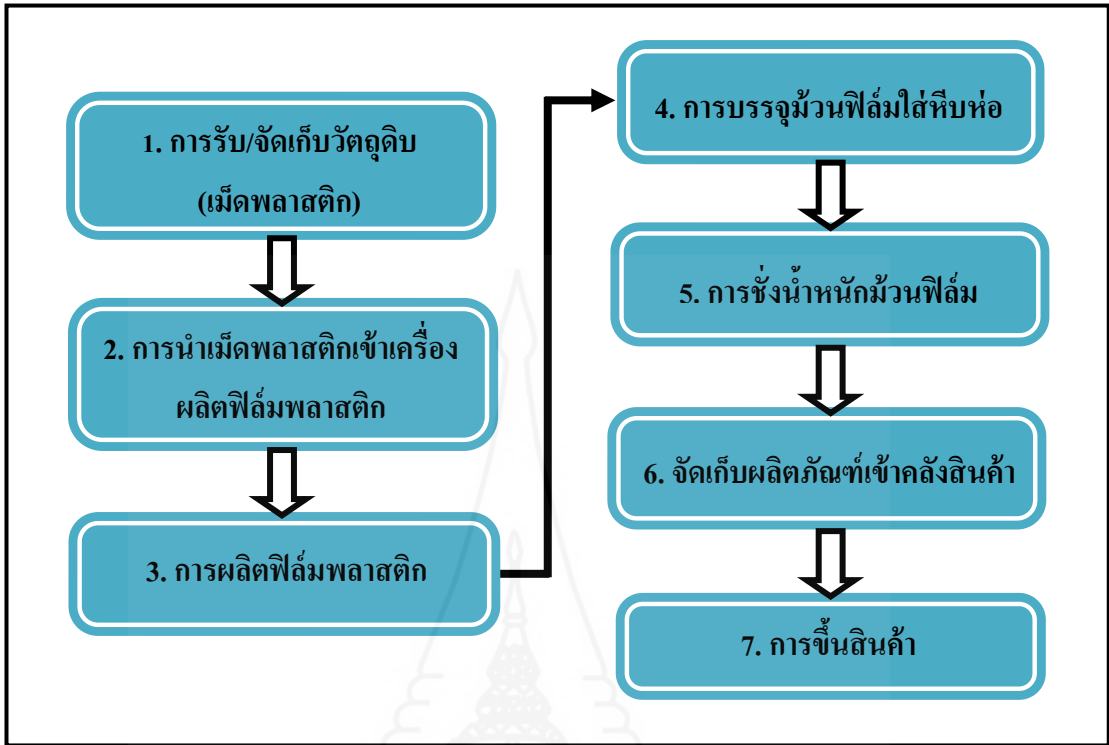 1. การรับ/จัดเก็บวัตถุดิบ
(เม็ดพลาสติก)
2. การนำเม็ดพลาสติกเข้าเครื่อง
ผลิตฟิล์มพลาสติก
3. การผลิตฟิล์มพลาสติก
4. การบรรจุม้วนฟิล์มใส่หีบห่อ
5. การชั่งน้ำหนักม้วนฟิล์ม
6. จัดเก็บผลิตภัณฑ์เข้าคลังสินค้า
7. การขึ้นสินค้า